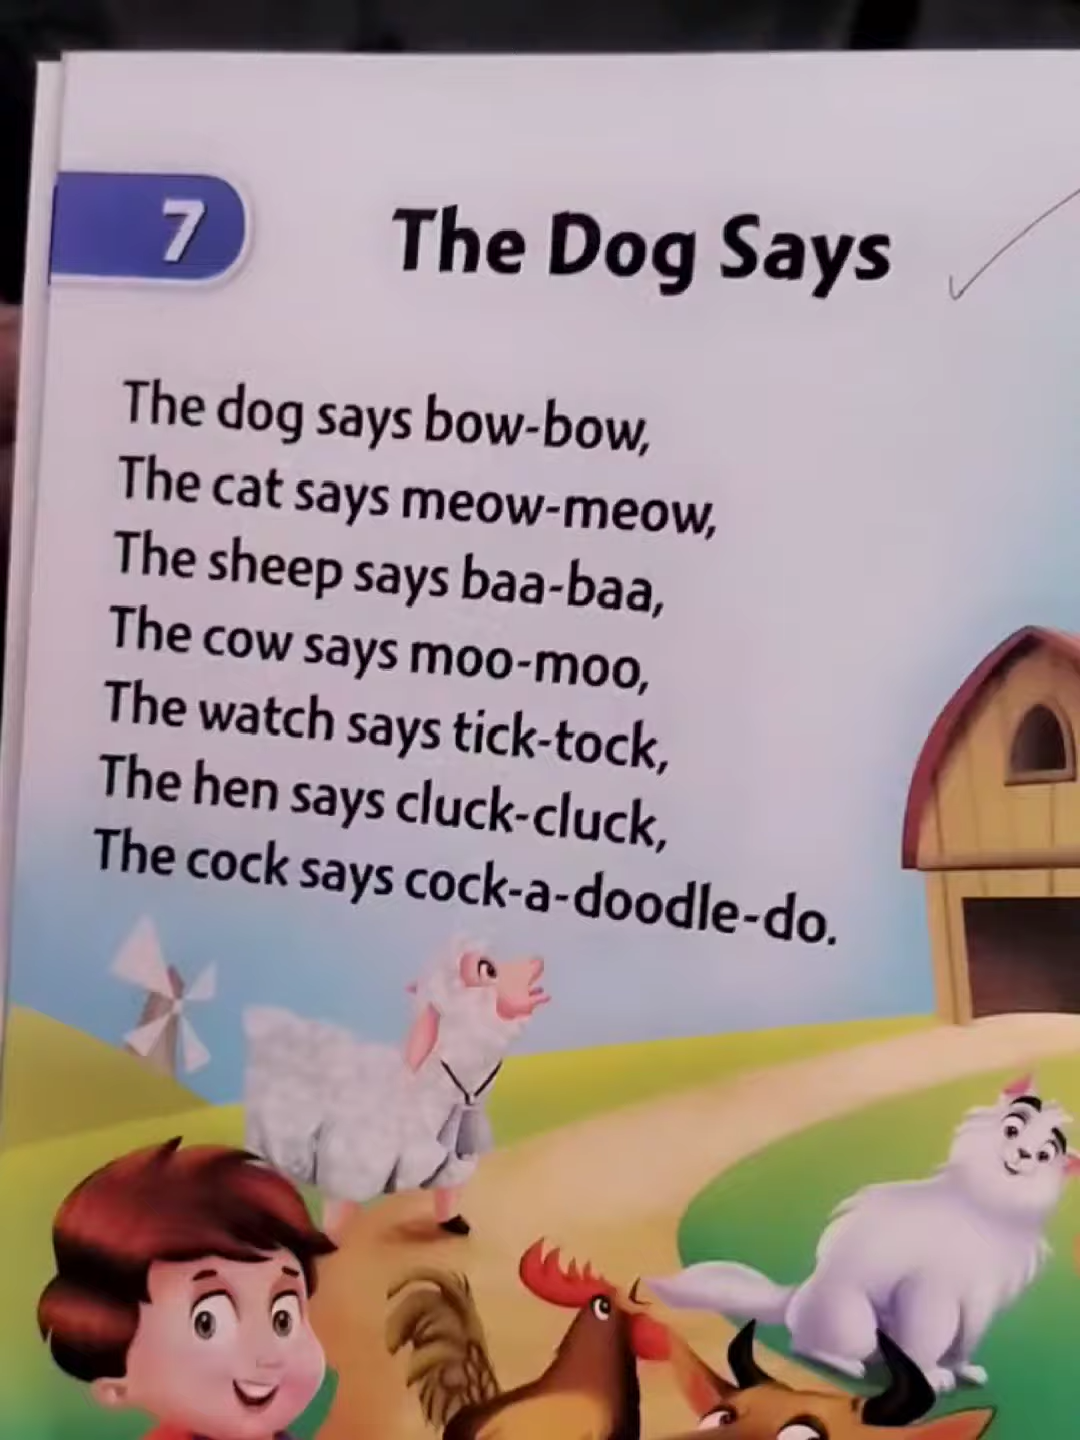 7
The Dog Says
The dog says bow-bow,
The cat says meow-meow,
The sheep says baa-baa,
The cow says moo-moo,
The watch says tick-tock,
The hen says cluck-cluck,
The cock says cock-a-doodle-do.